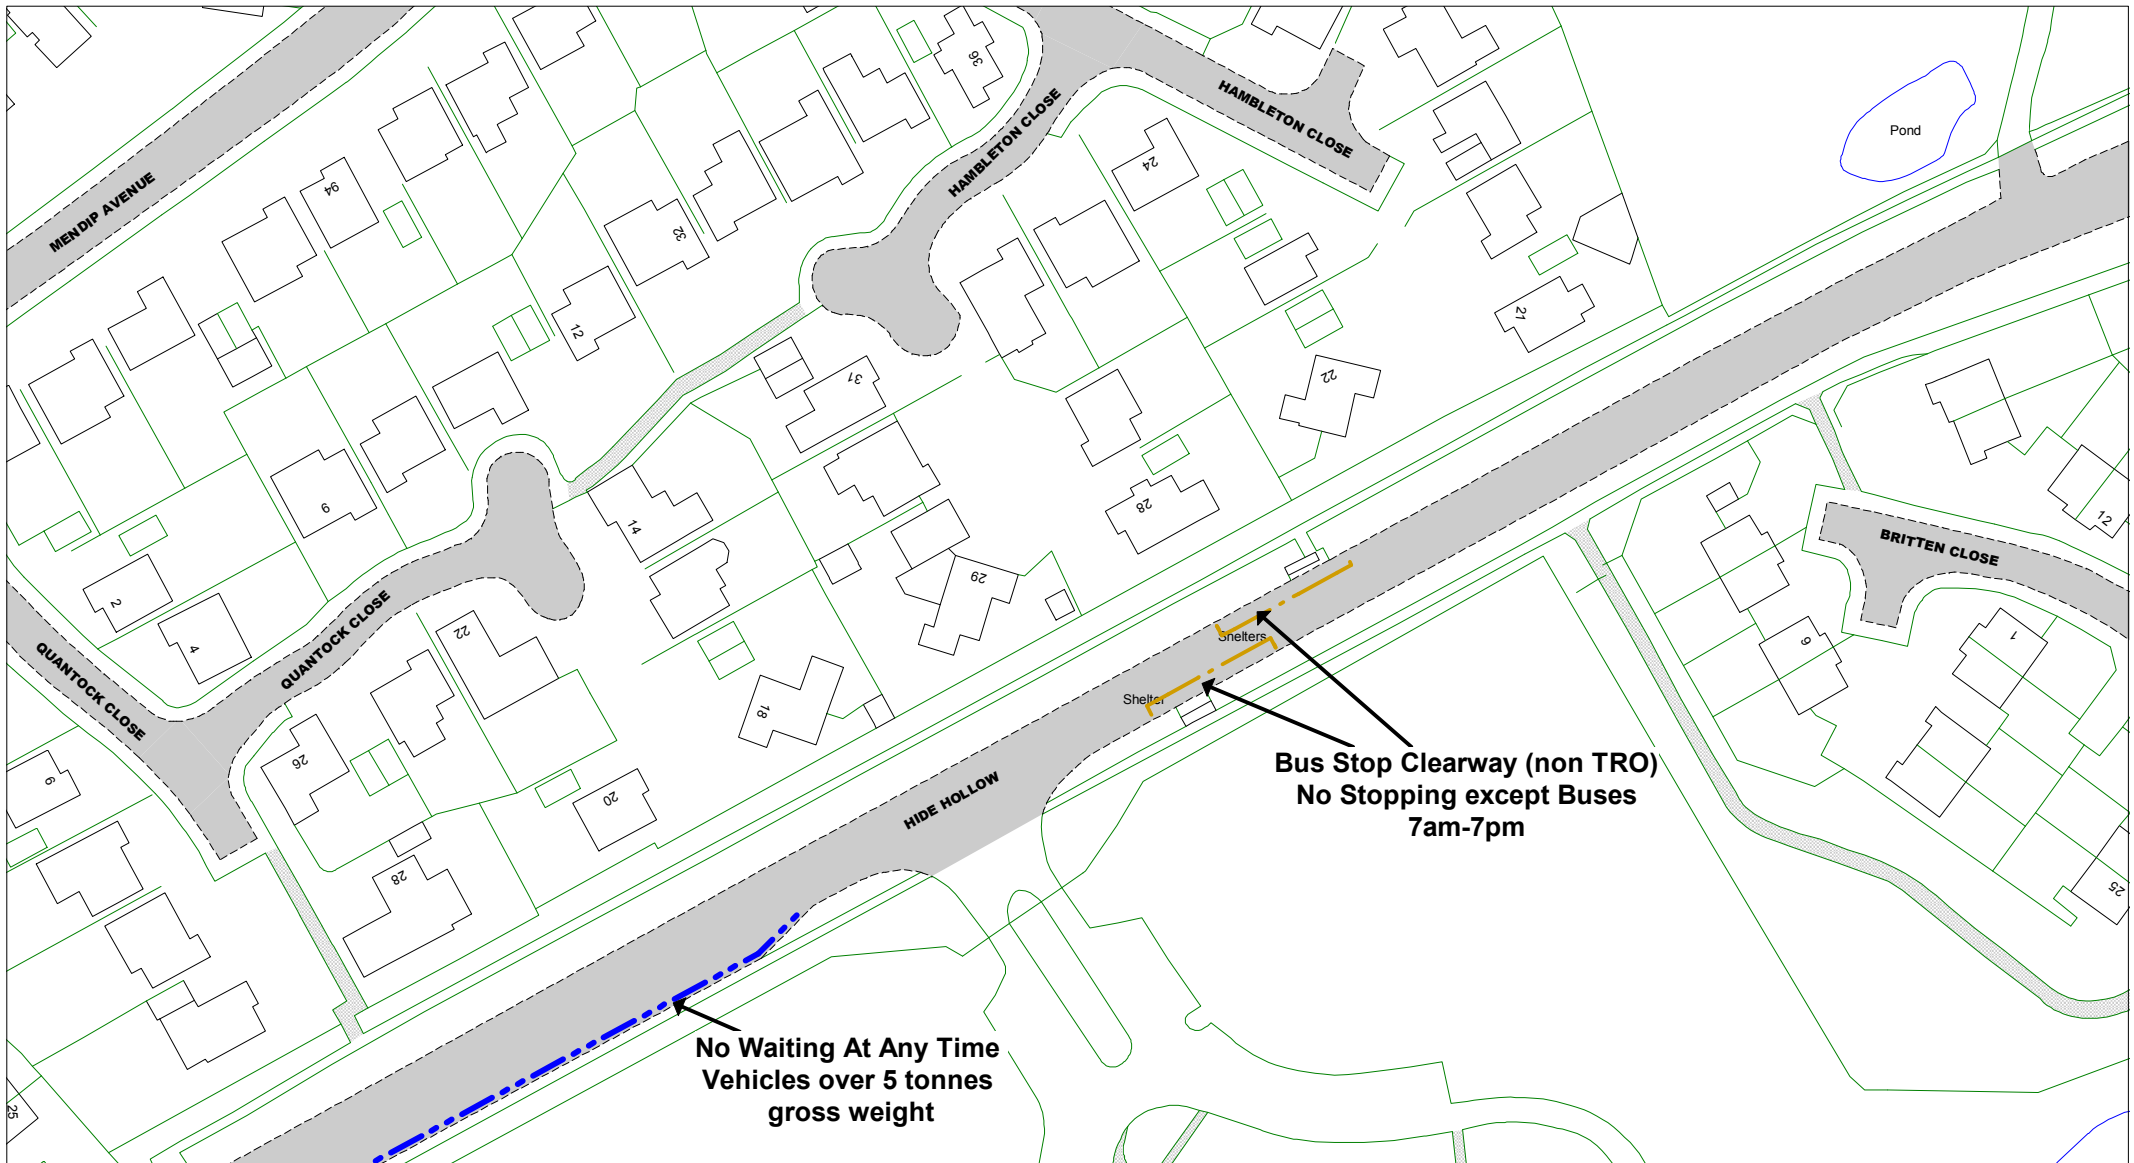 36
HAMBLETON CLOSE
HAMBLETON CLOSE
Pond
24
MENDIP AVENUE
94
32
12
21
31
22
9
14
28
12
BRITTEN CLOSE
29
2
4
QUANTOCK CLOSE
QUANTOCK CLOSE
22
Shelters
Shelter
1
9
18
26
9
20
HIDE HOLLOW
28
25
25
Bus Stop Clearway (non TRO)
No Stopping except Buses
7am-7pm
No Waiting At Any Time
Vehicles over 5 tonnes
gross weight